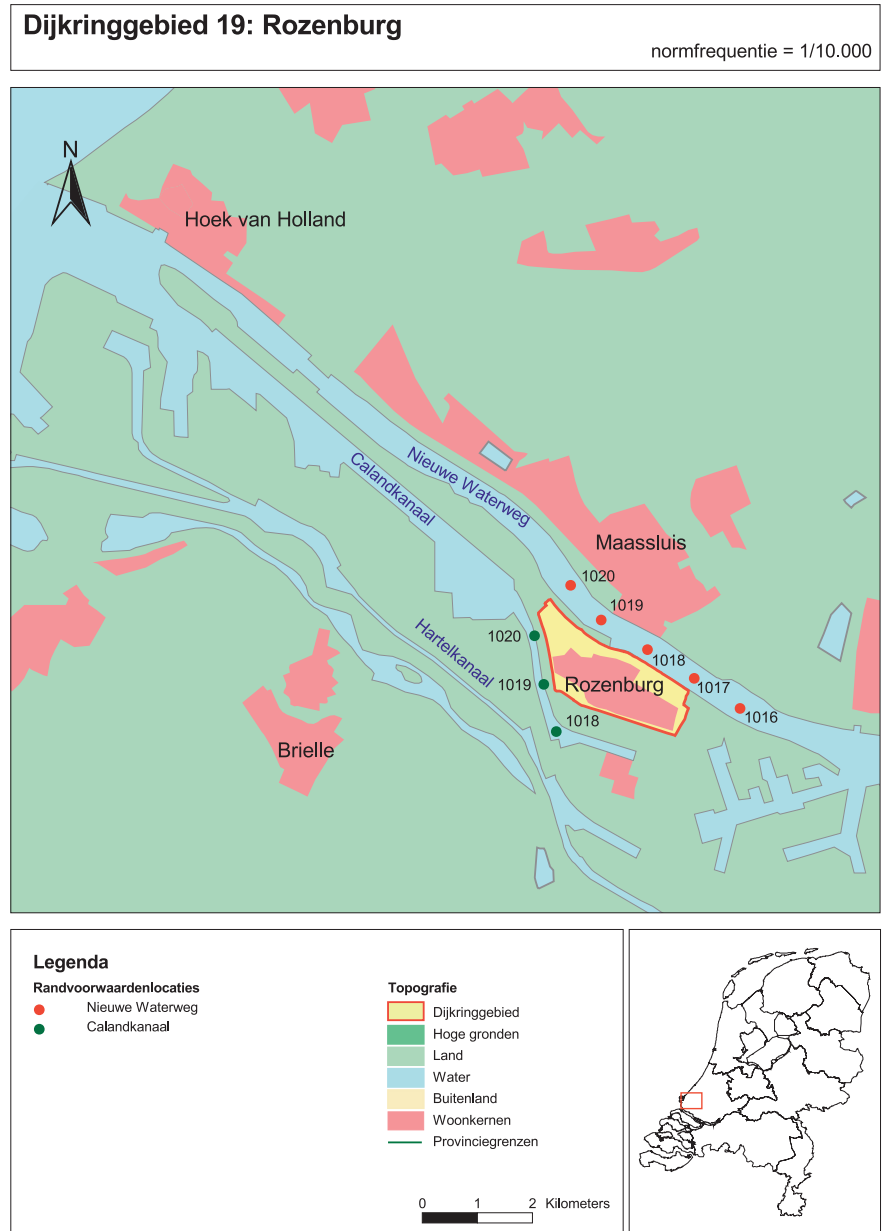 Dijkringgebied 19: Rozenburg
normfrequentie = 1/10.000
N
Hoek van Holland
Nieuwe Waterweg
Calandkanaal
Maassluis
1020
1019
1020
Hartelkanaal
1018
1019
Rozenburg
1017
1016
1018
Brielle
Legenda
Randvoorwaardenlocaties
Nieuwe Waterweg
Calandkanaal
Topografie
Dijkringgebied
Hoge gronden
Land
Water
Buitenland
Woonkernen
Provinciegrenzen
0 1 2 Kilometers